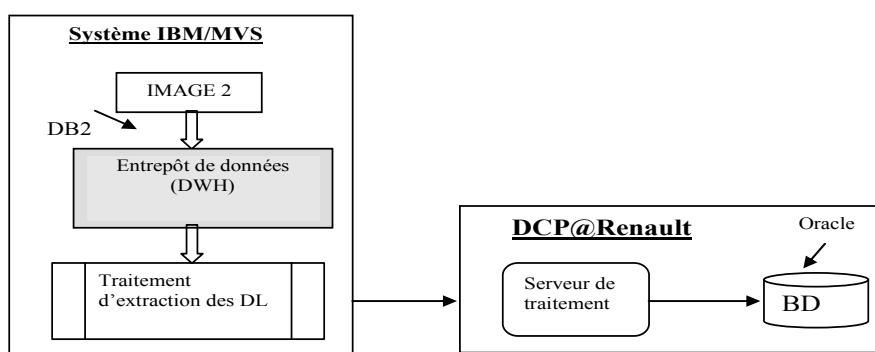 Système IBM/MVS
IMAGE 2
DB2
Entrepôt de données
(DWH)
Traitement
d'extraction des DL
DCP@Renault
Oracle
Serveur de
traitement
BD